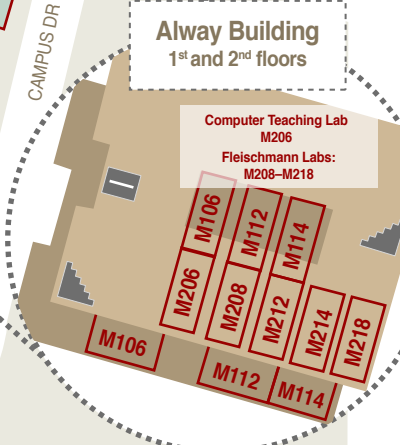 CAMPUS DR
Alway Building
1st and 2nd floors
Computer Teaching Lab
M206
Fleischmann Labs:
M208–M218
M106
M112
M114
M206
M208
M212
M214
M218
M106
M112
M114